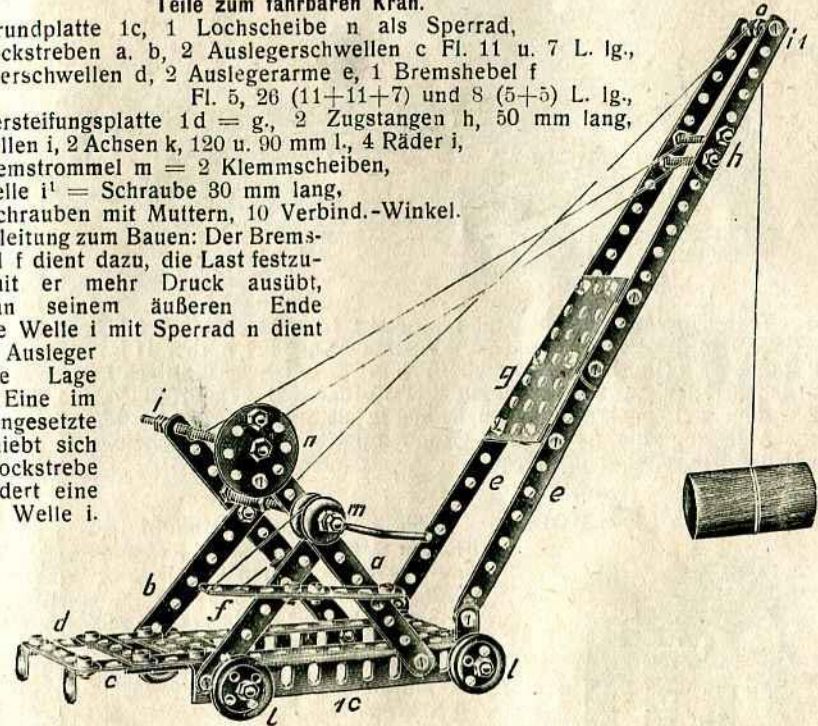 Teile zum fahrbaren Kran.
rundplatte 1c, 1 Lochscheibe n als Sperrad,
ckstreben a. b, 2 Auslegerschwellen c Fl. 11 u. 7 L. lg.,
erschwellen d, 2 Auslegerarme e, 1 Bremshebel f
Fl. 5, 26 (11+11+7) und 8 (5+5) L. lg.,
ersteifungsplatte 1d = g., 2 Zugstangen h, 50 mm lang,
llen i, 2 Achsen k, 120 u. 90 mm l., 4 Räder i,
emstrommel m = 2 Klemmscheiben,
elle i¹ = Schraube 30 mm lang,
chrauben mit Muttern, 10 Verbind.-Winkel.
leitung zum Bauen: Der Brems-
l f dient dazu, die Last festzu-
it er mehr Druck ausübt,
n seinem äußeren Ende
e Welle i mit Sperrad n dient
Ausleger
e Lage
Eine im
ngesetzte
iebt sich
ockstrebe
dert eine
Welle i.
o
i1
h
g
i
n
e
e
m
b
a
f
d
c
l
1c
l